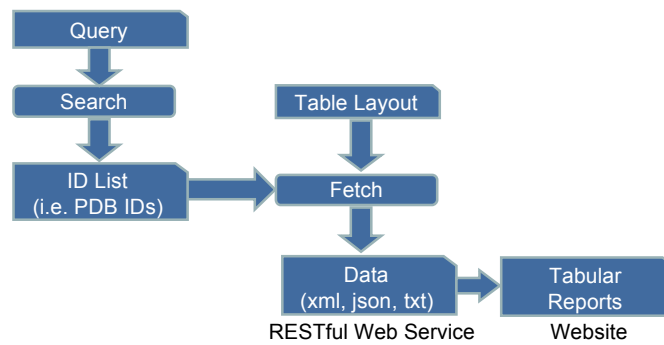 Query
Search
Table Layout
ID List
(i.e. PDB IDs)
Fetch
Data
(xml, json, txt)
Tabular
Reports
RESTful Web Service
Website